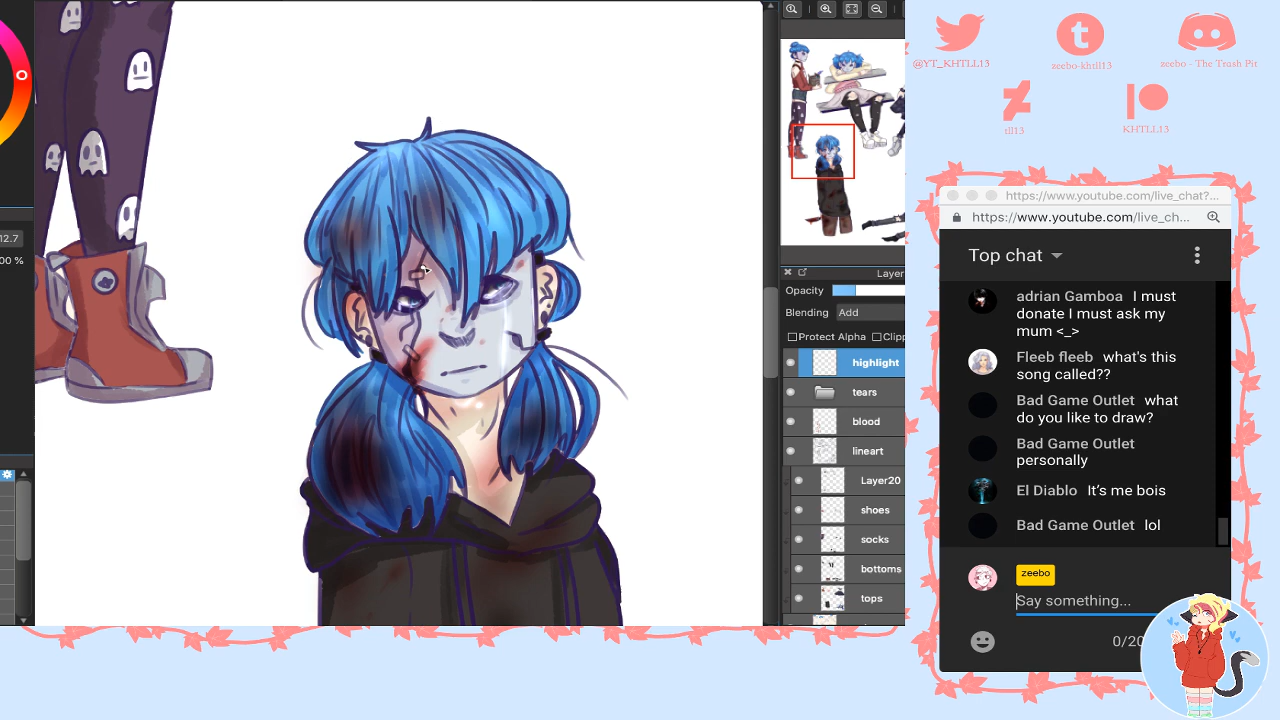 12.7
00 %
Layer
Opacity
Blending Add
Protect Alpha
Clipp
highlight
tears
blood
lineart
Layer20
shoes
socks
bottoms
tops
@YT_KHTLL13
zeebo-khtll13
zeebo - The Trash Pit
tll13
KHTLL13
https://www.youtube.com/live_chat?...
https://www.youtube.com/live_ch...
Top chat
adrian Gamboa I must
donate I must ask my
mum <_>
Fleeb fleeb what's this
song called??
Bad Game Outlet what
do you like to draw?
Bad Game Outlet
personally
El Diablo It's me bois
Bad Game Outlet lol
zeebo
Say something...
0/20